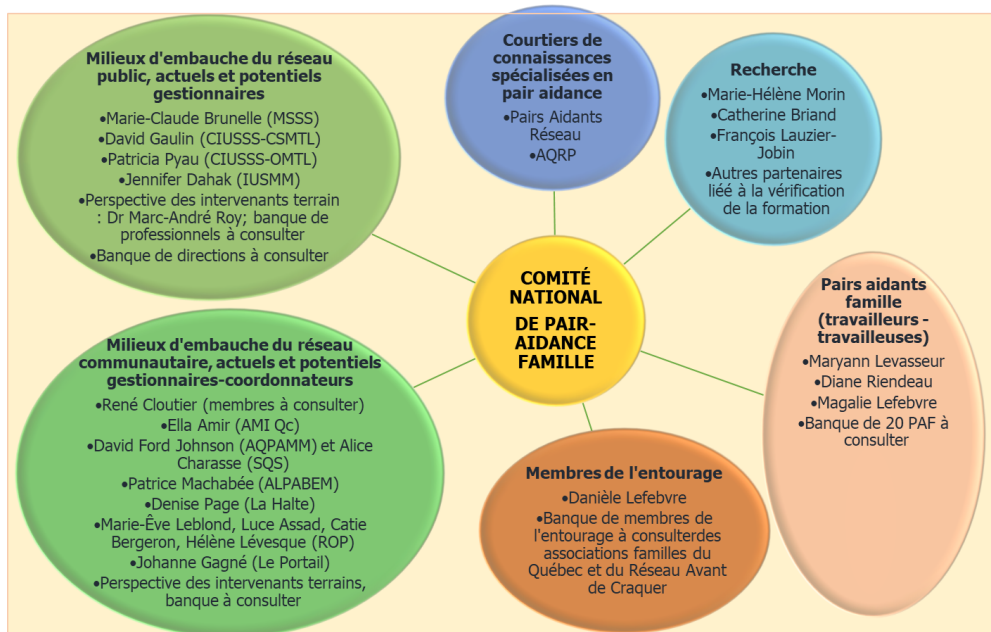 Milieux d'embauche du réseau
public, actuels et potentiels
gestionnaires
•Marie-Claude Brunelle (MSSS)
•David Gaulin (CIUSSS-CSMTL)
•Patricia Pyau (CIUSSS-OMTL)
•Jennifer Dahak (IUSMM)
•Perspective des intervenants terrain
: Dr Marc-André Roy; banque de
professionnels à consulter
•Banque de directions à consulter
Courtiers de
connaissances
spécialisées en
pair aidance
•Pairs Aidants
Réseau
•AQRP
Recherche
•Marie-Hélène Morin
•Catherine Briand
•François Lauzier-
Jobin
•Autres partenaires
liéé à la vérification
de la formation
COMITÉ
NATIONAL
DE PAIR-
AIDANCE
FAMILLE
Pairs aidants
famille
(travailleurs -
travailleuses)
•Maryann Levasseur
•Diane Riendeau
•Magalie Lefebvre
•Banque de 20 PAF à
consulter
Milieux d'embauche du réseau
communautaire, actuels et potentiels
gestionnaires-coordonnateurs
•René Cloutier (membres à consulter)
•Ella Amir (AMI Qc)
•David Ford Johnson (AQPAMM) et Alice
Charasse (SQS)
•Patrice Machabée (ALPABEM)
•Denise Page (La Halte)
•Marie-Êve Leblond, Luce Assad, Catie
Bergeron, Hélène Lévesque (ROP)
•Johanne Gagné (Le Portail)
•Perspective des intervenants terrains,
banque à consulter
Membres de l'entourage
•Danièle Lefebvre
•Banque de membres de
l'entourage à consulterdes
associations familles du
Québec et du Réseau Avant
de Craquer